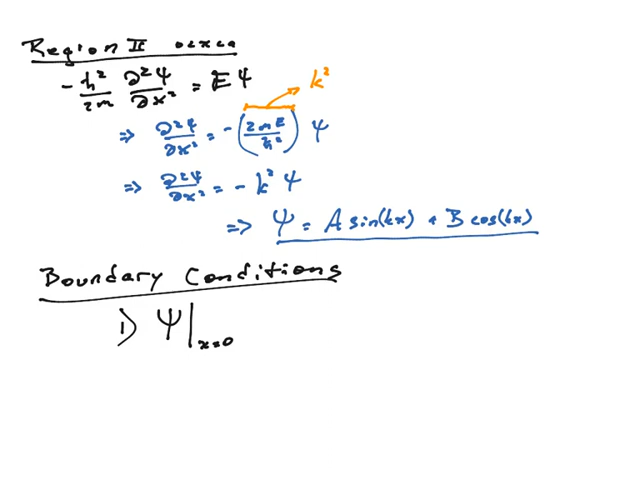 Region II 0<x<a
-ħ²/2m ∂²Ψ/∂x² = EΨ
k²
⇒ ∂²Ψ/∂x² = -(2mE/ħ²) Ψ
⇒ ∂²Ψ/∂x² = -k² Ψ
⇒ Ψ = A sin(kx) + B cos(kx)
Boundary Conditions
1) Ψ|x=0